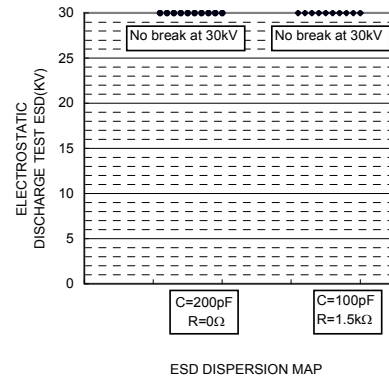 30
25
20
15
10
5
0
ELECTROSTATIC
DISCHARGE TEST ESD(KV)
No break at 30kV
No break at 30kV
C=200pF
R=0Ω
C=100pF
R=1.5kΩ
ESD DISPERSION MAP